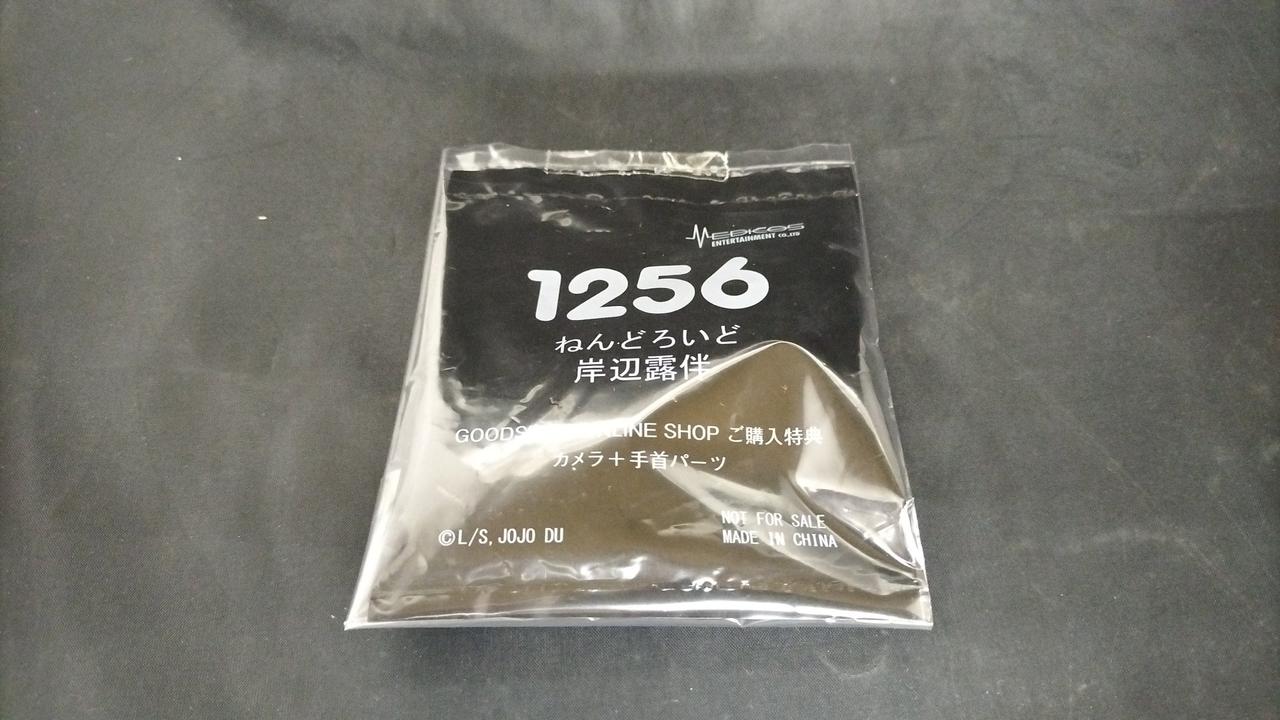 MEDICOS
ENTERTAINMENT CO.,LTD
1256
ねんどろいど
岸辺露伴
GOODS ONLINE SHOP ご購入特典
カメラ＋手首パーツ
©L/S, JOJO DU
NOT FOR SALE
MADE IN CHINA